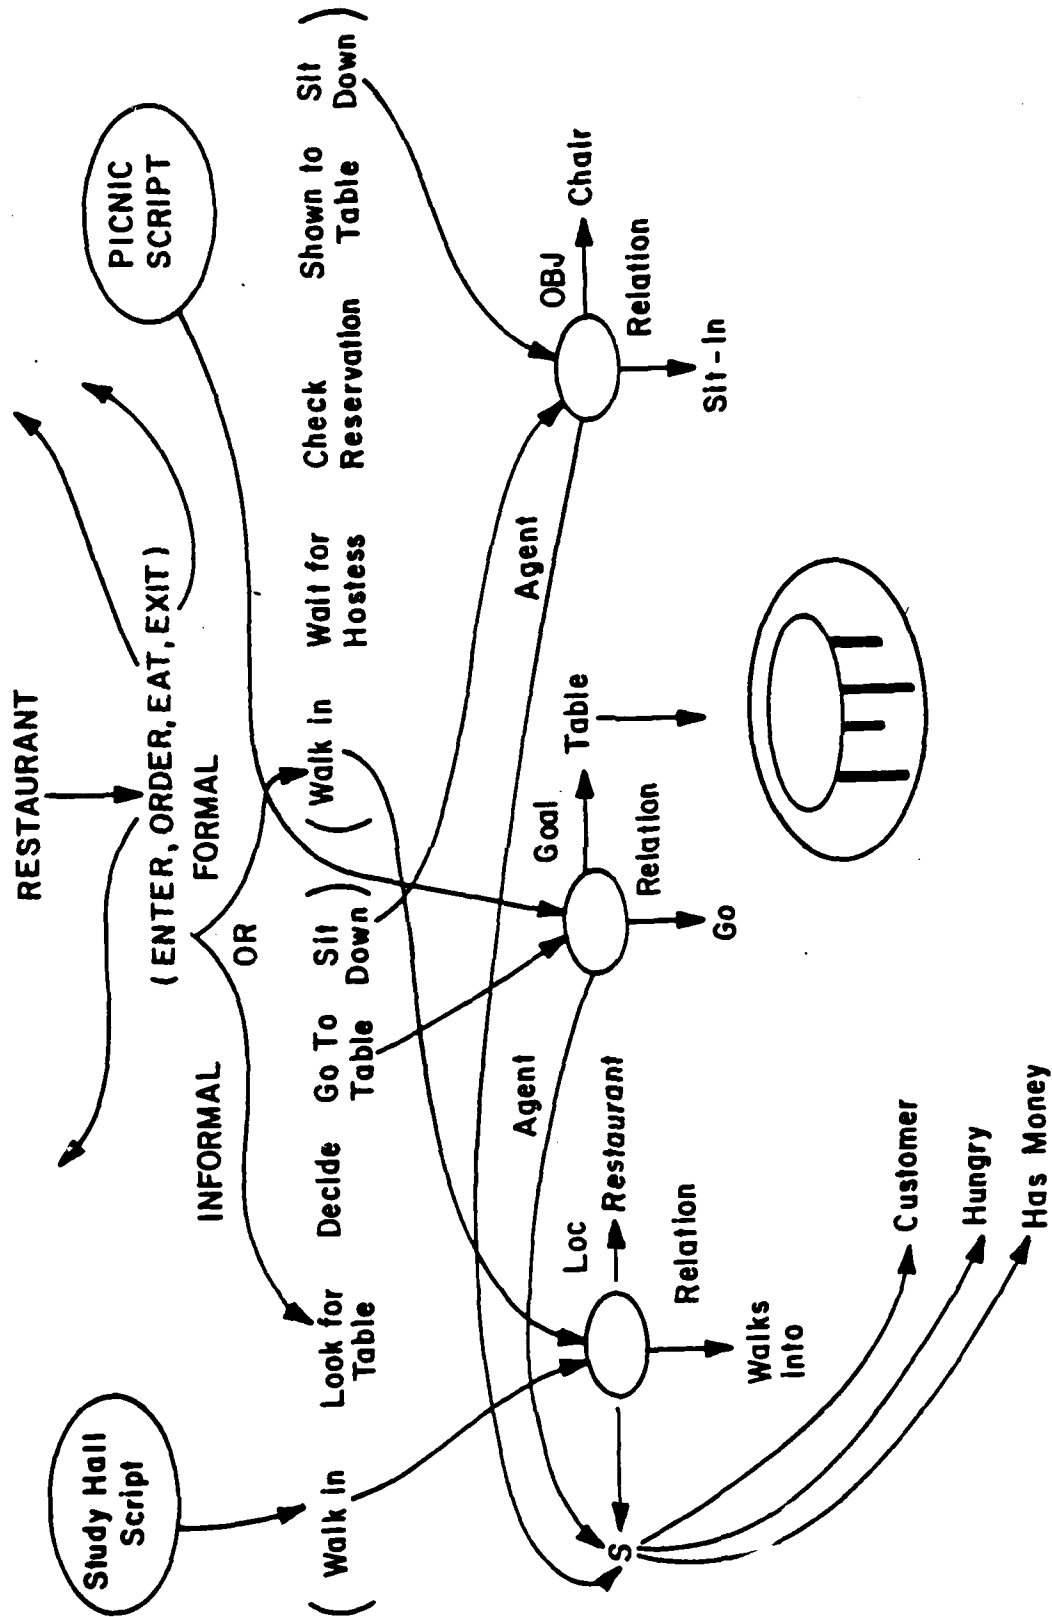 RESTAURANT
(ENTER, ORDER, EAT, EXIT)
PICNIC
SCRIPT
Study Hall
Script
INFORMAL
OR
FORMAL
(Walk in
Look for
Table
Decide
Go To
Table
Sit
Down)
(Walk in
Wait for
Hostess
Check
Reservation
Shown to
Table
Sit
Down)
Agent
Agent
Loc
Restaurant
Relation
Walks
Into
Goal
Table
Relation
Go
OBJ
Chair
Relation
Sit-In
S
Customer
Hungry
Has Money